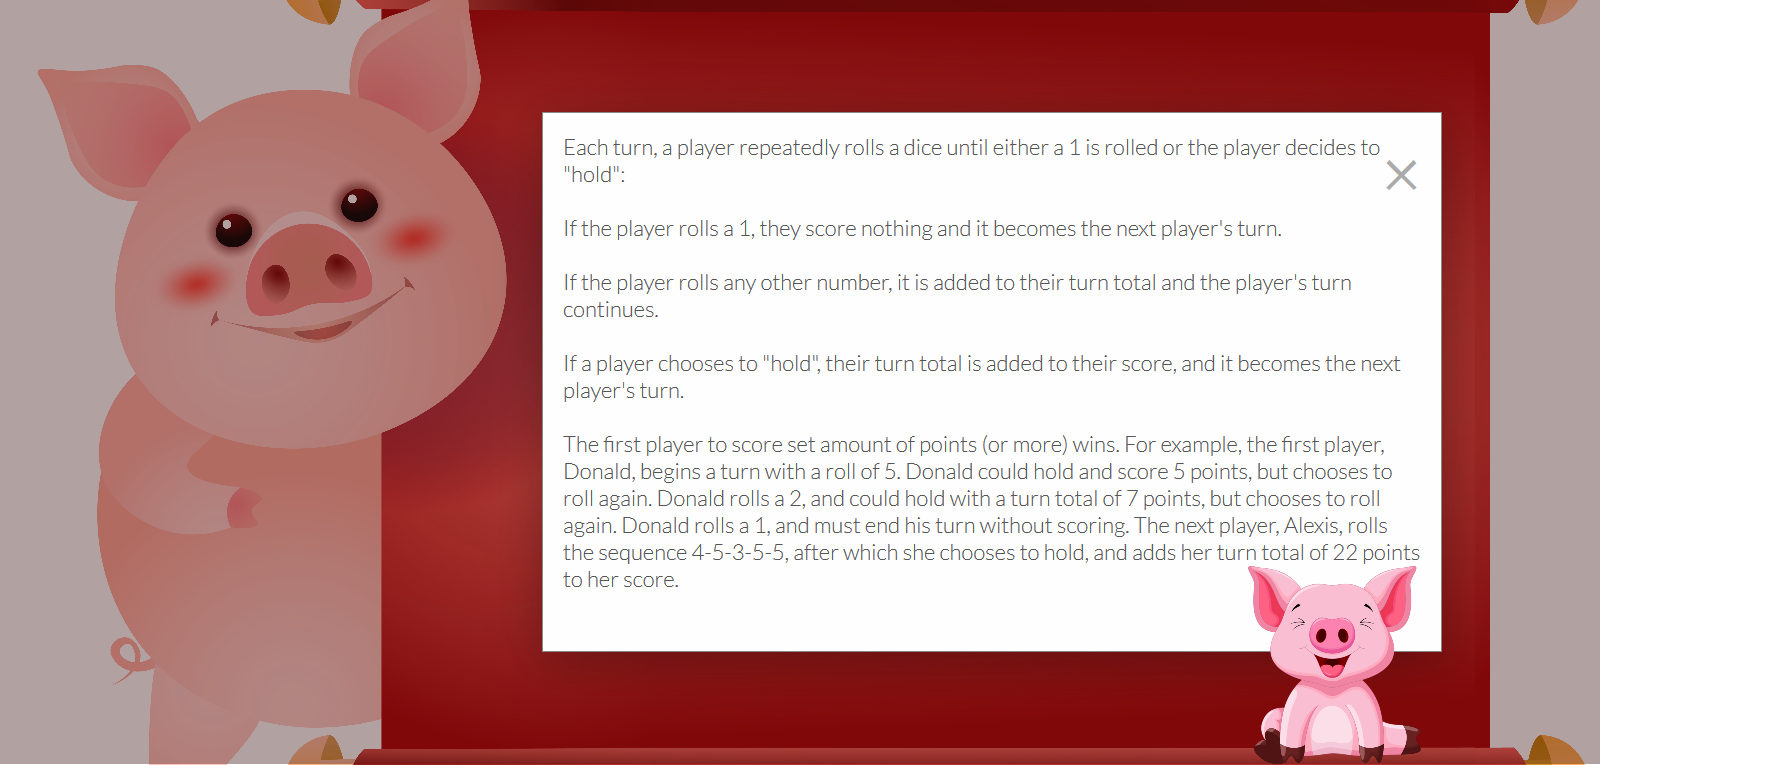 Each turn, a player repeatedly rolls a dice until either a 1 is rolled or the player decides to
"hold":
If the player rolls a 1, they score nothing and it becomes the next player's turn.
If the player rolls any other number, it is added to their turn total and the player's turn
continues.
If a player chooses to "hold", their turn total is added to their score, and it becomes the next
player's turn.
The first player to score set amount of points (or more) wins. For example, the first player,
Donald, begins a turn with a roll of 5. Donald could hold and score 5 points, but chooses to
roll again. Donald rolls a 2, and could hold with a turn total of 7 points, but chooses to roll
again. Donald rolls a 1, and must end his turn without scoring. The next player, Alexis, rolls
the sequence 4-5-3-5-5, after which she chooses to hold, and adds her turn total of 22 points
to her score.